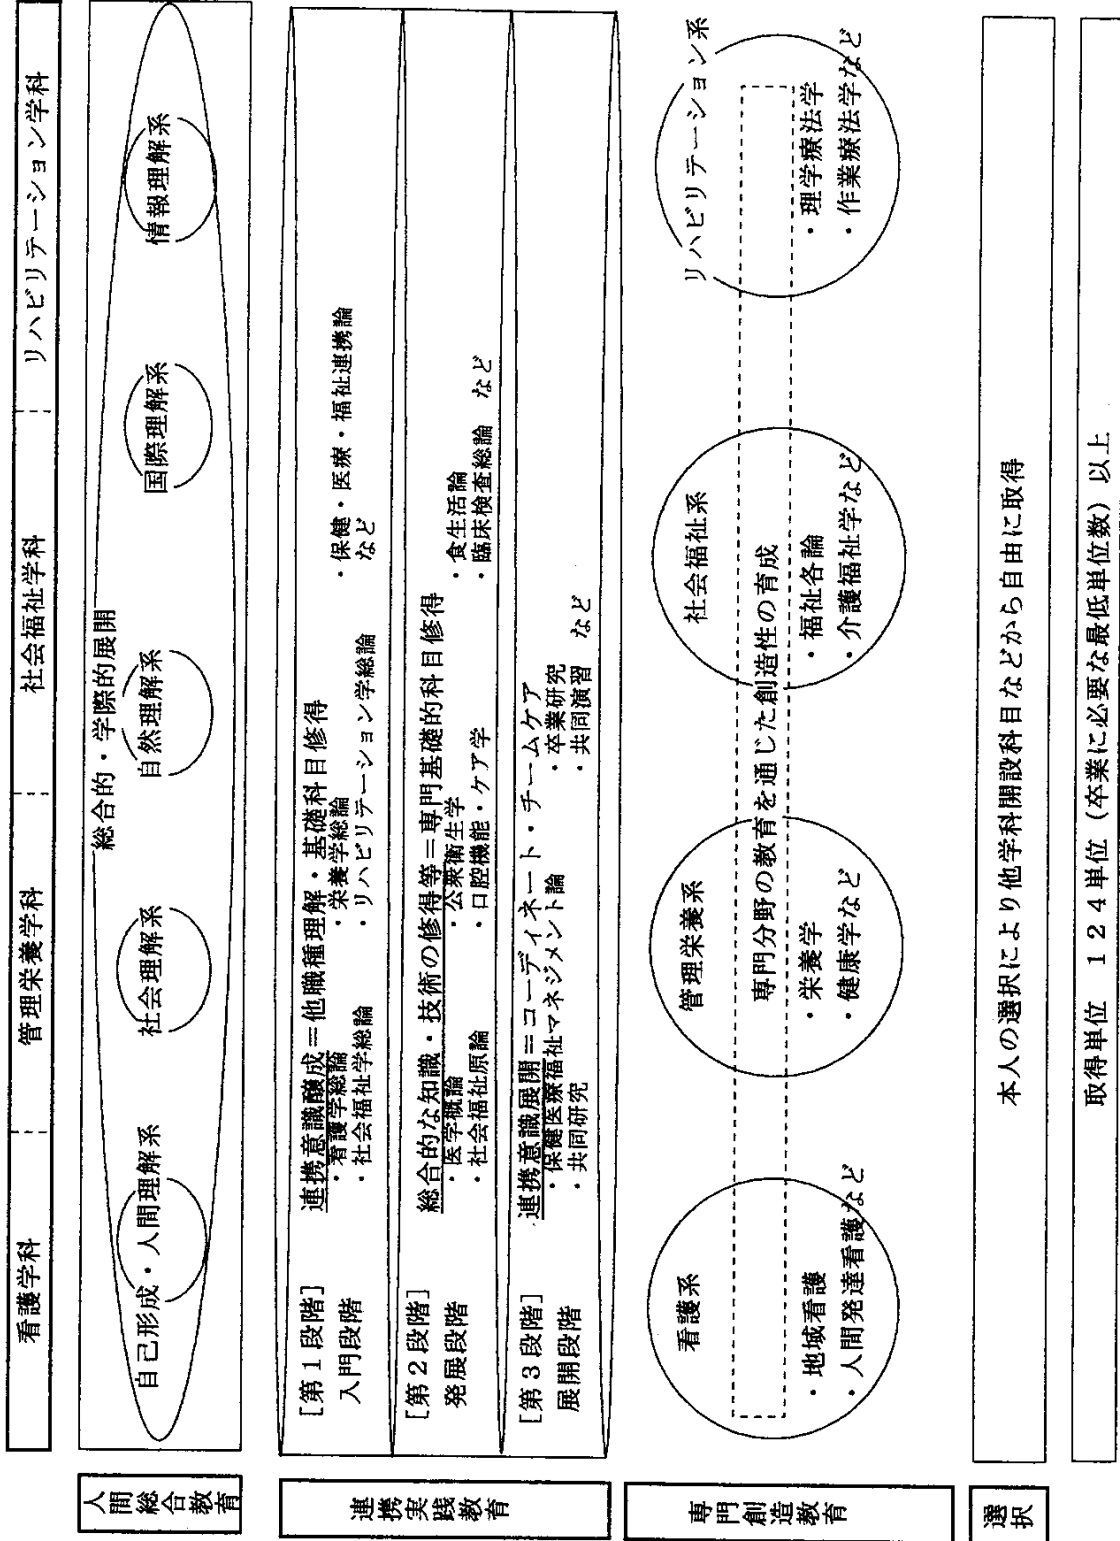 看護学科
管理栄養学科
社会福祉学科
リハビリテーション学科
人間総合教育
総合的・学際的展開
自己形成・人間理解系
社会理解系
自然理解系
国際理解系
情報理解系
連携実践教育
[第1段階]
入門段階
連携意識醸成＝他職種理解・基礎科目修得
・看護学総論
・栄養学総論
・保健・医療・福祉連携論
・社会福祉学総論
・リハビリテーション学総論
など
[第2段階]
発展段階
総合的な知識・技術の修得等＝専門基礎的科目修得
・医学概論
・公衆衛生学
・食生活論
・社会福祉原論
・口腔機能・ケア学
・臨床検査総論 など
[第3段階]
展開段階
連携意識展開＝コーディネート・チームケア
・保健医療福祉マネジメント論
・卒業研究
・共同研究
・共同演習 など
専門創造教育
看護系
管理栄養系
社会福祉系
リハビリテーション系
専門分野の教育を通じた創造性の育成
・地域看護
・人間発達看護など
・栄養学
・健康学など
・福祉各論
・介護福祉学など
・理学療法学
・作業療法学など
選択
本人の選択により他学科開設科目などから自由に取得
取得単位 124単位（卒業に必要な最低単位数）以上